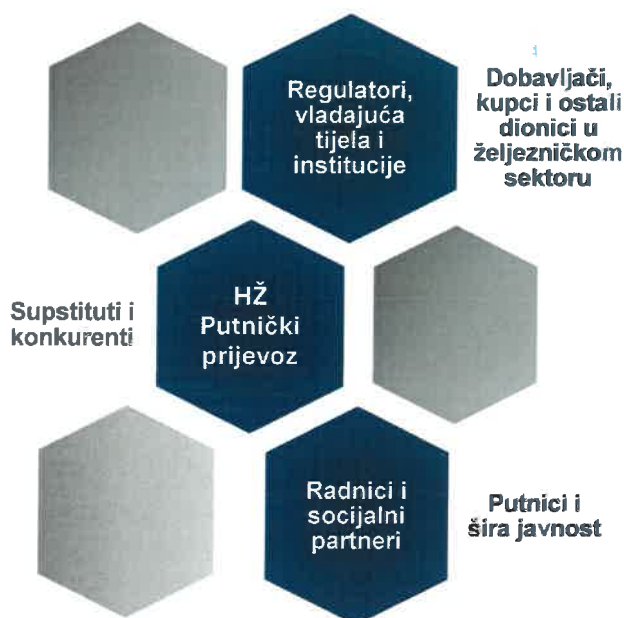 Regulatori,
vladajuća
tijela i
institucije
Dobavljači,
kupci i ostali
dionici u
željezničkom
sektoru
Supstituti i
konkurenti
HŽ
Putnički
prijevoz
Radnici i
socijalni
partneri
Putnici i
šira javnost